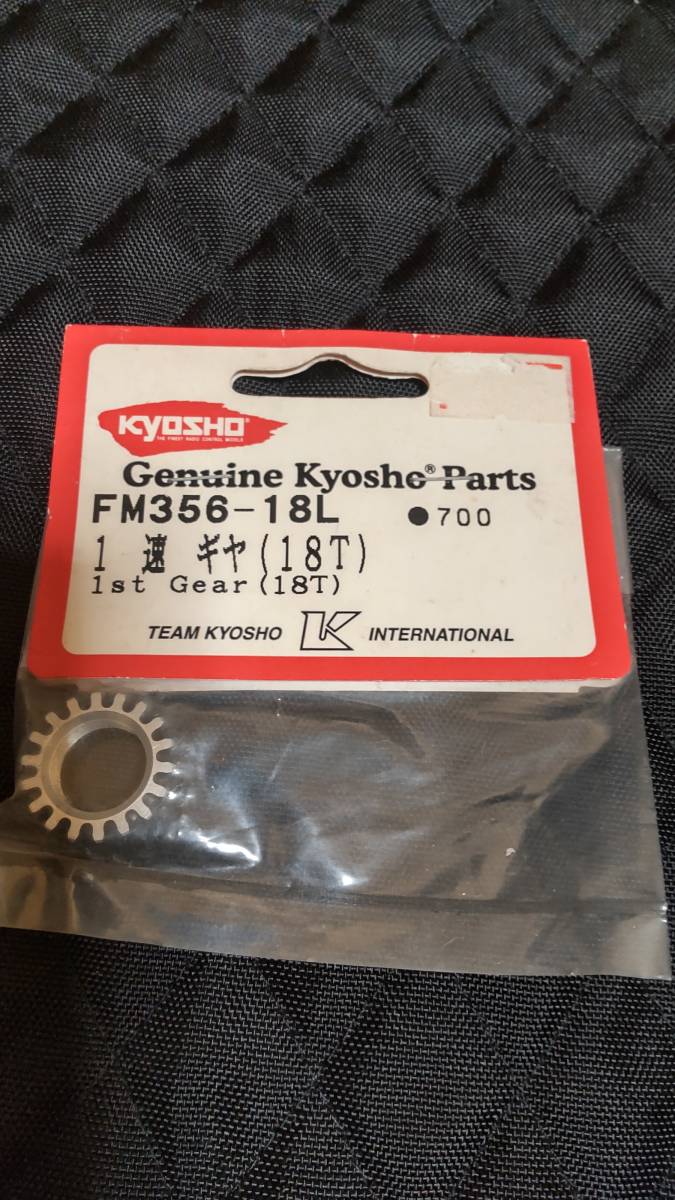 KYOSHO®
THE FINEST RADIO CONTROL MODELS
Genuine Kyosho® Parts
FM356-18L ●700
1速 ギヤ(18T)
1st Gear(18T)
TEAM KYOSHO K INTERNATIONAL